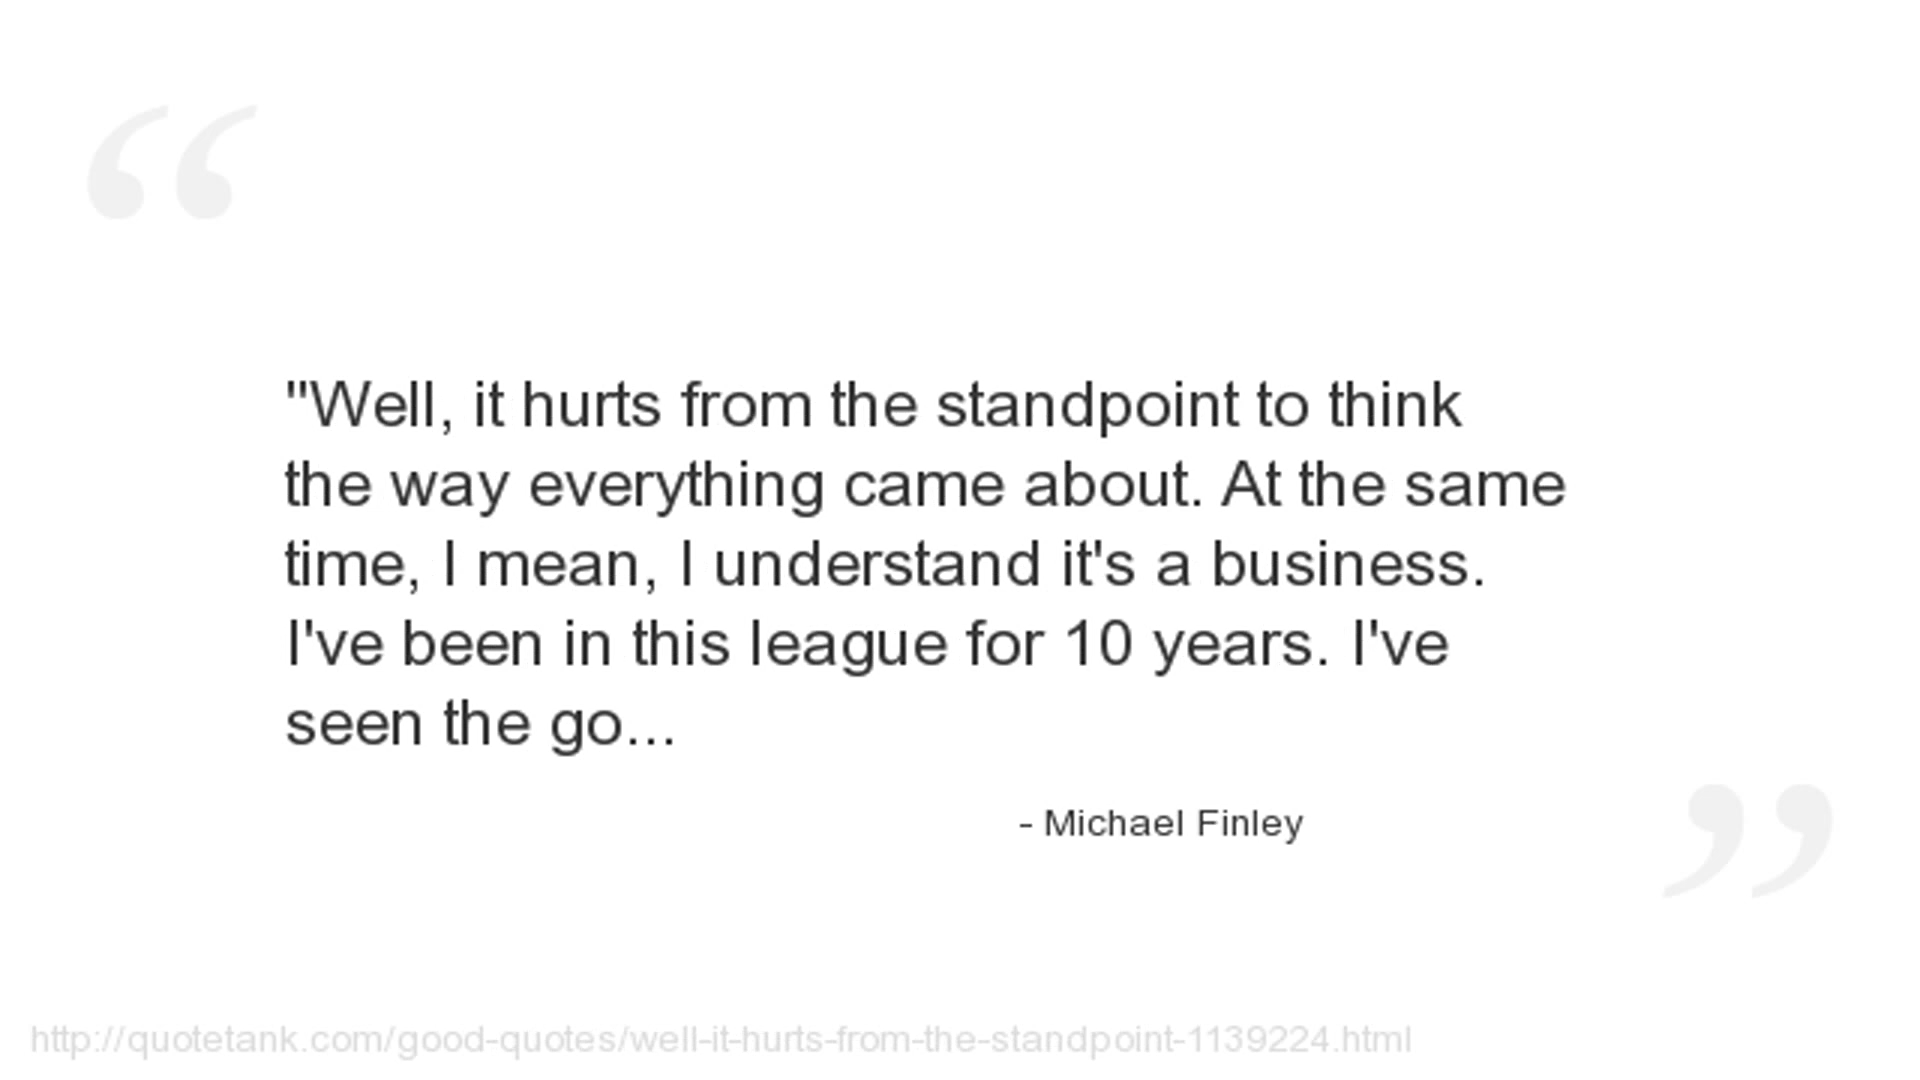 "Well, it hurts from the standpoint to think
the way everything came about. At the same
time, I mean, I understand it's a business.
I've been in this league for 10 years. I've
seen the go...
- Michael Finley
http://quotetank.com/good-quotes/well-it-hurts-from-the-standpoint-1139224.html